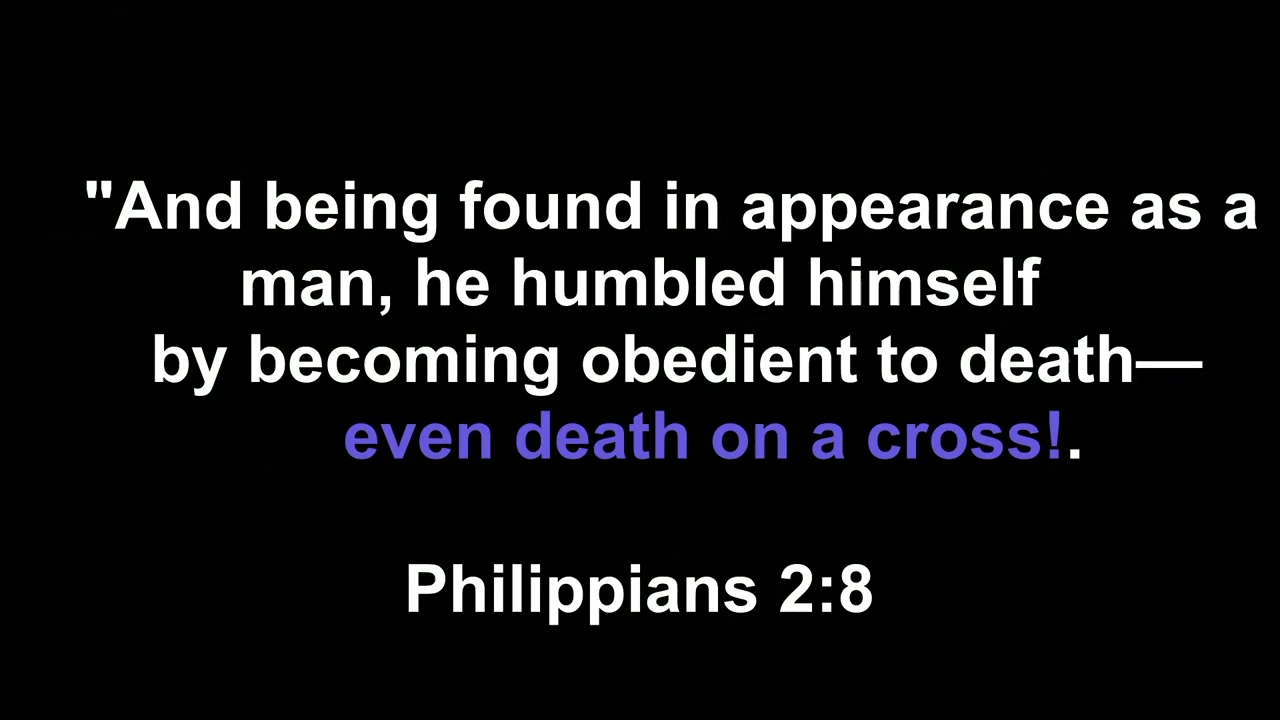 "And being found in appearance as a
man, he humbled himself
by becoming obedient to death—
even death on a cross!.
Philippians 2:8